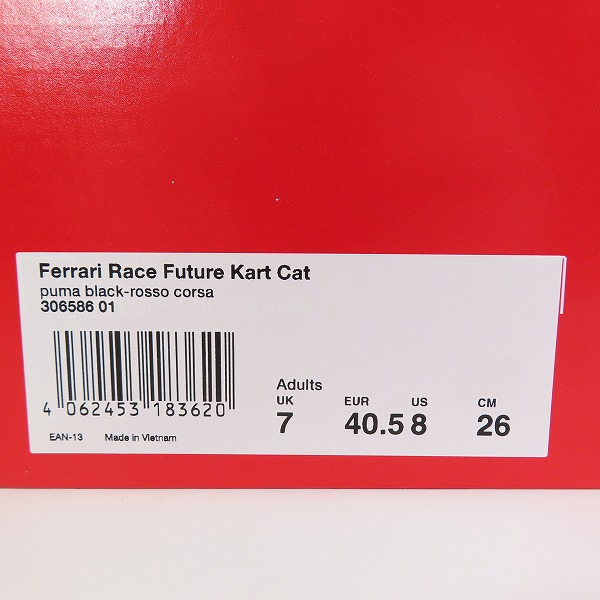 Ferrari Race Future Kart Cat
puma black-rosso corsa
306586 01
Adults
UK EUR US CM
7 40.5 8 26
4 062453 183620
EAN-13 Made in Vietnam